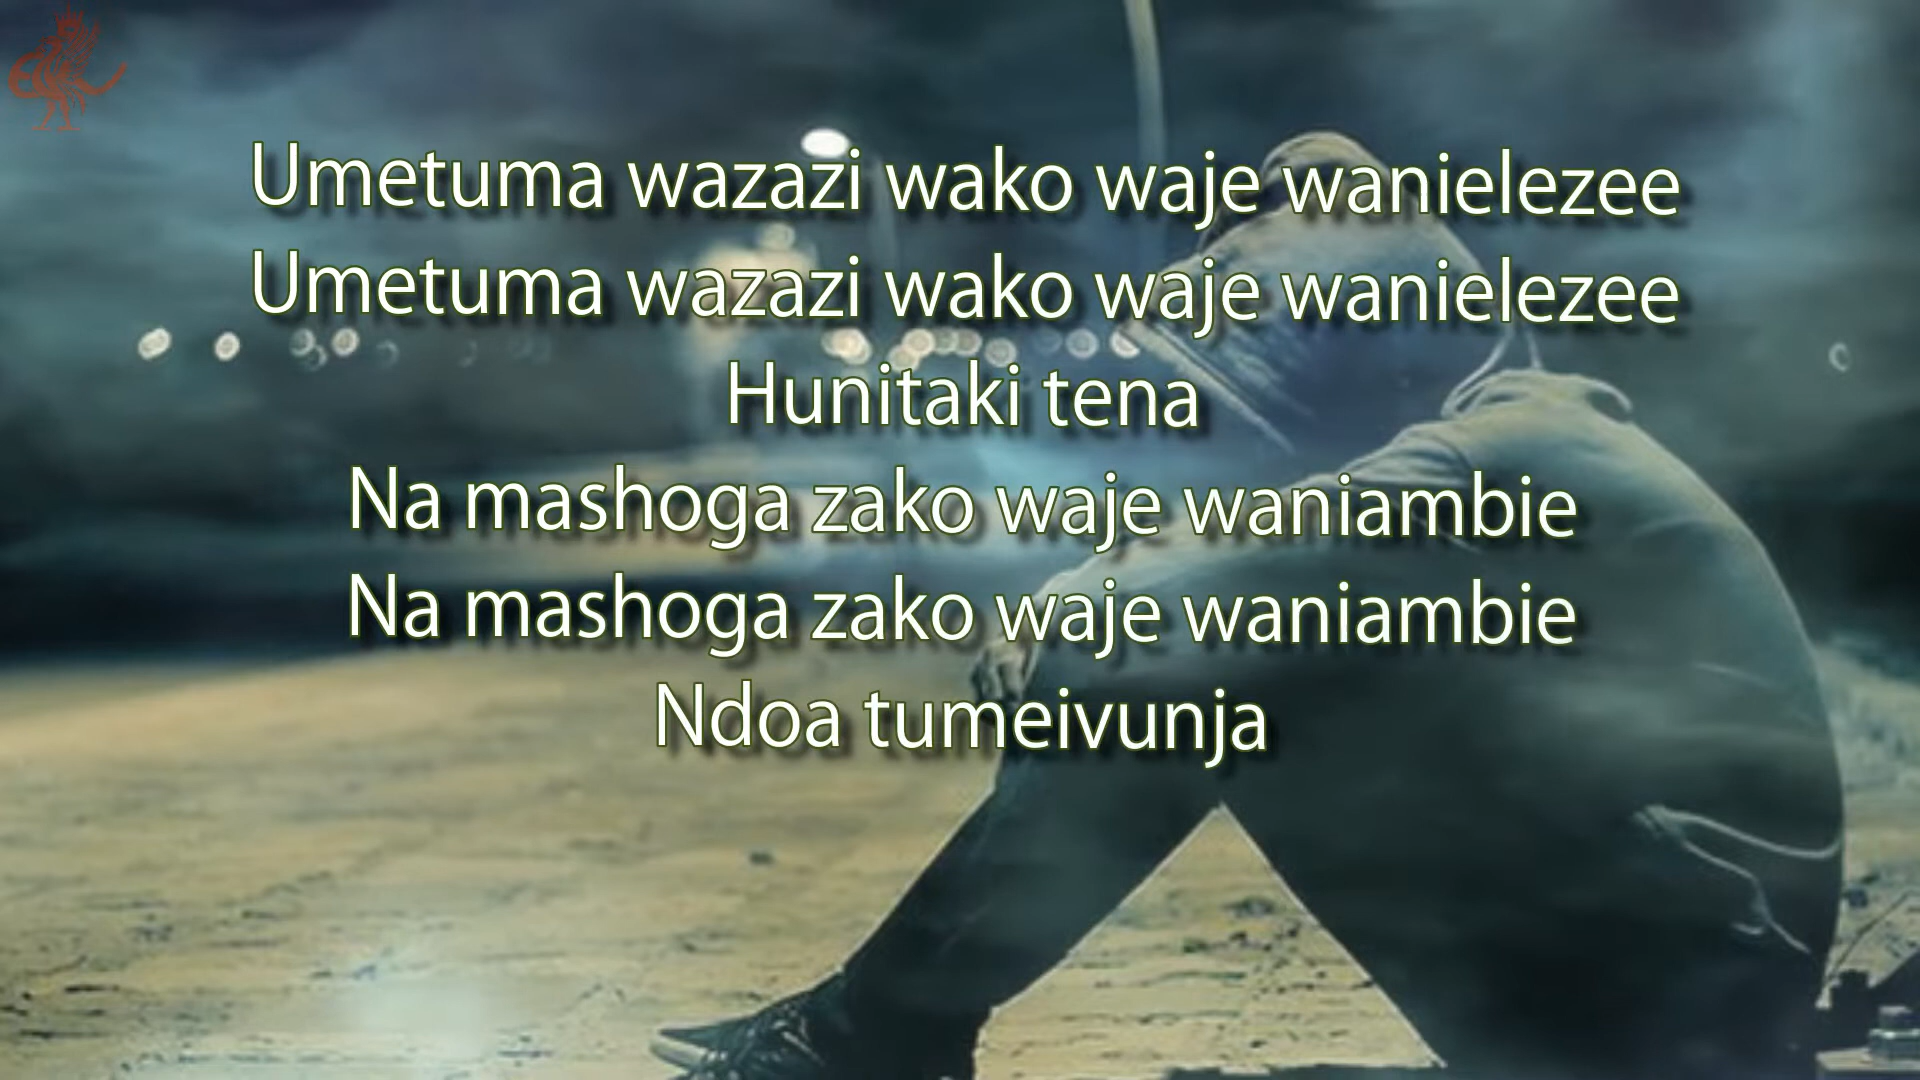 Umetuma wazazi wako waje wanielezee
Umetuma wazazi wako waje wanielezee
Hunitaki tena
Na mashoga zako waje waniambie
Na mashoga zako waje waniambie
Ndoa tumeivunja